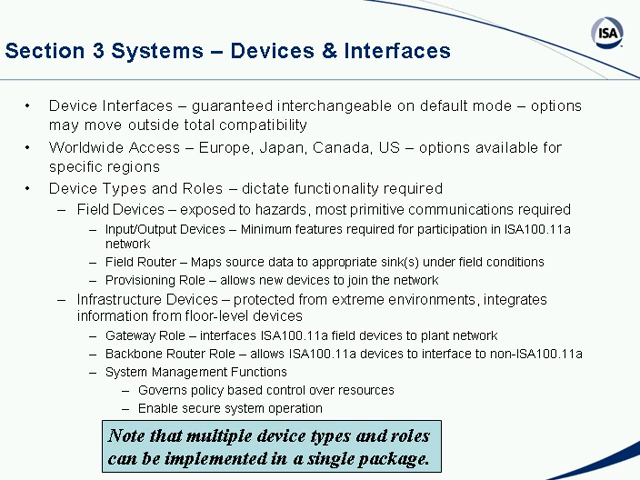 ISA
Section 3 Systems – Devices & Interfaces
• Device Interfaces – guaranteed interchangeable on default mode – options
may move outside total compatibility
• Worldwide Access – Europe, Japan, Canada, US – options available for
specific regions
• Device Types and Roles – dictate functionality required
– Field Devices – exposed to hazards, most primitive communications required
– Input/Output Devices – Minimum features required for participation in ISA100.11a
network
– Field Router – Maps source data to appropriate sink(s) under field conditions
– Provisioning Role – allows new devices to join the network
– Infrastructure Devices – protected from extreme environments, integrates
information from floor-level devices
– Gateway Role – interfaces ISA100.11a field devices to plant network
– Backbone Router Role – allows ISA100.11a devices to interface to non-ISA100.11a
– System Management Functions
– Governs policy based control over resources
– Enable secure system operation
Note that multiple device types and roles
can be implemented in a single package.